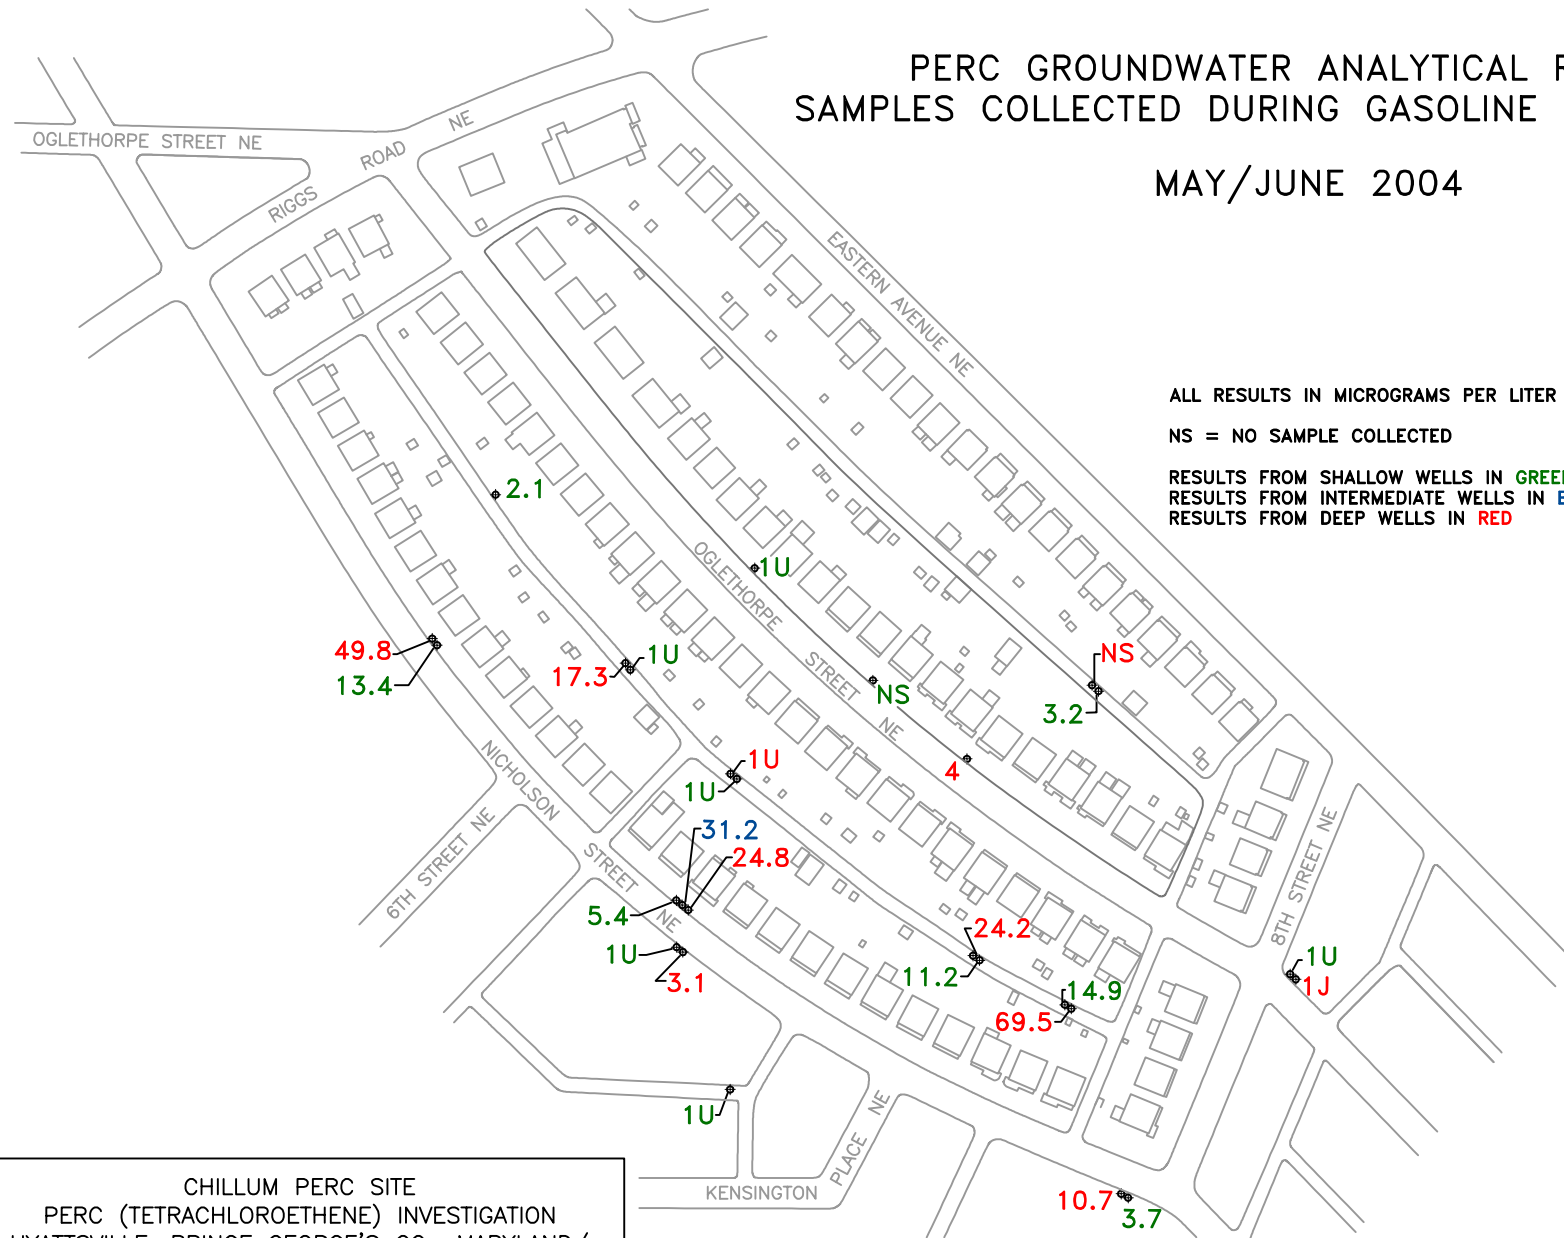 PERC GROUNDWATER ANALYTICAL
SAMPLES COLLECTED DURING GASOLINE
MAY/JUNE 2004
OGLETHORPE STREET NE
RIGGS ROAD NE
EASTERN AVENUE NE
ALL RESULTS IN MICROGRAMS PER LITER
NS = NO SAMPLE COLLECTED
RESULTS FROM SHALLOW WELLS IN GREE
RESULTS FROM INTERMEDIATE WELLS IN
RESULTS FROM DEEP WELLS IN RED
2.1
1U
OGLETHORPE STREET NE
49.8
13.4
17.3
1U
NS
NS
3.2
4
1U
1U
NICHOLSON STREET NE
6TH STREET NE
8TH STREET NE
31.2
24.8
5.4
1U
3.1
24.2
11.2
14.9
69.5
1U
1J
1U
KENSINGTON PLACE NE
10.7
3.7
CHILLUM PERC SITE
PERC (TETRACHLOROETHENE) INVESTIGATION